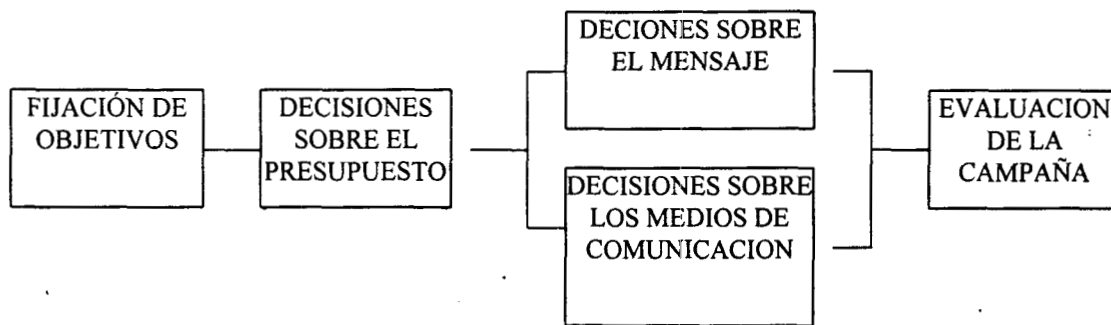 FIJACIÓN DE
OBJETIVOS
DECISIONES
SOBRE EL
PRESUPUESTO
DECIONES SOBRE
EL MENSAJE
DECISIONES SOBRE
LOS MEDIOS DE
COMUNICACION
EVALUACION
DE LA
CAMPAÑA